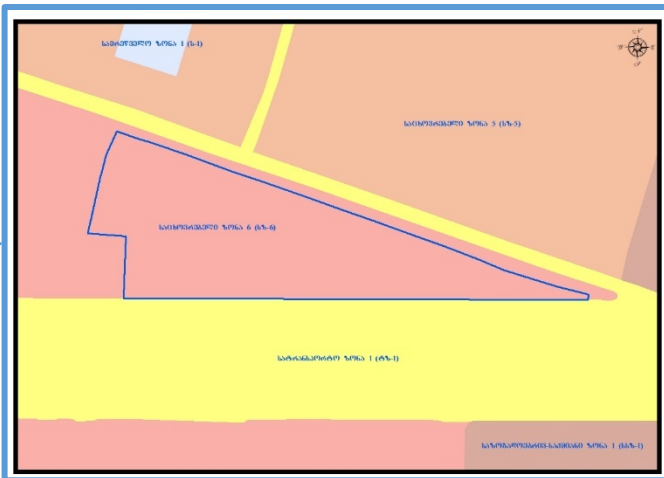 სამრეწველო ზონა 1 (ს-1)
საცხოვრებელი ზონა 5 (სზ-5)
საცხოვრებელი ზონა 6 (სზ-6)
სატრანსპორტო ზონა 1 (ტზ-1)
საზოგადოებრივ-საქმიანი ზონა 1 (სსზ-1)